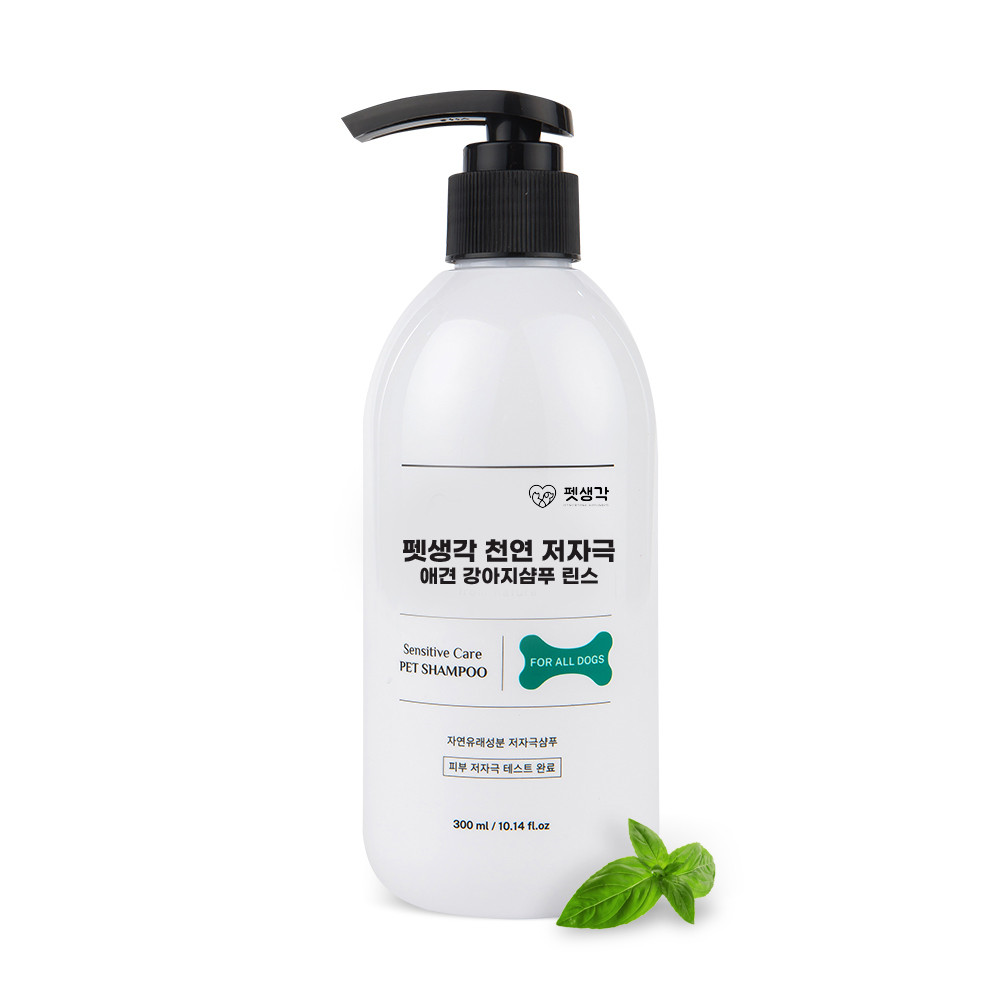 펫생각
펫생각 천연 저자극
애견 강아지샴푸 린스
Sensitive Care
PET SHAMPOO
FOR ALL DOGS
자연유래성분 저자극샴푸
피부 저자극 테스트 완료
300 ml / 10.14 fl.oz